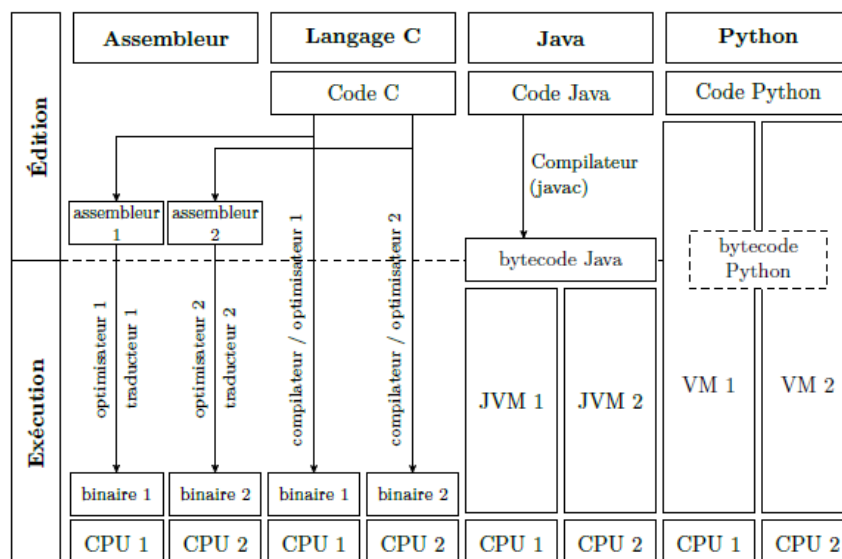 Assembleur
Langage C
Java
Python
Édition
Code C
Code Java
Code Python
Compilateur
(javac)
assembleur
1
assembleur
2
bytecode Java
bytecode
Python
Exécution
optimisateur 1
traducteur 1
optimisateur 2
traducteur 2
compilateur / optimisateur 1
compilateur / optimisateur 2
JVM 1
JVM 2
VM 1
VM 2
binaire 1
binaire 2
binaire 1
binaire 2
CPU 1
CPU 2
CPU 1
CPU 2
CPU 1
CPU 2
CPU 1
CPU 2